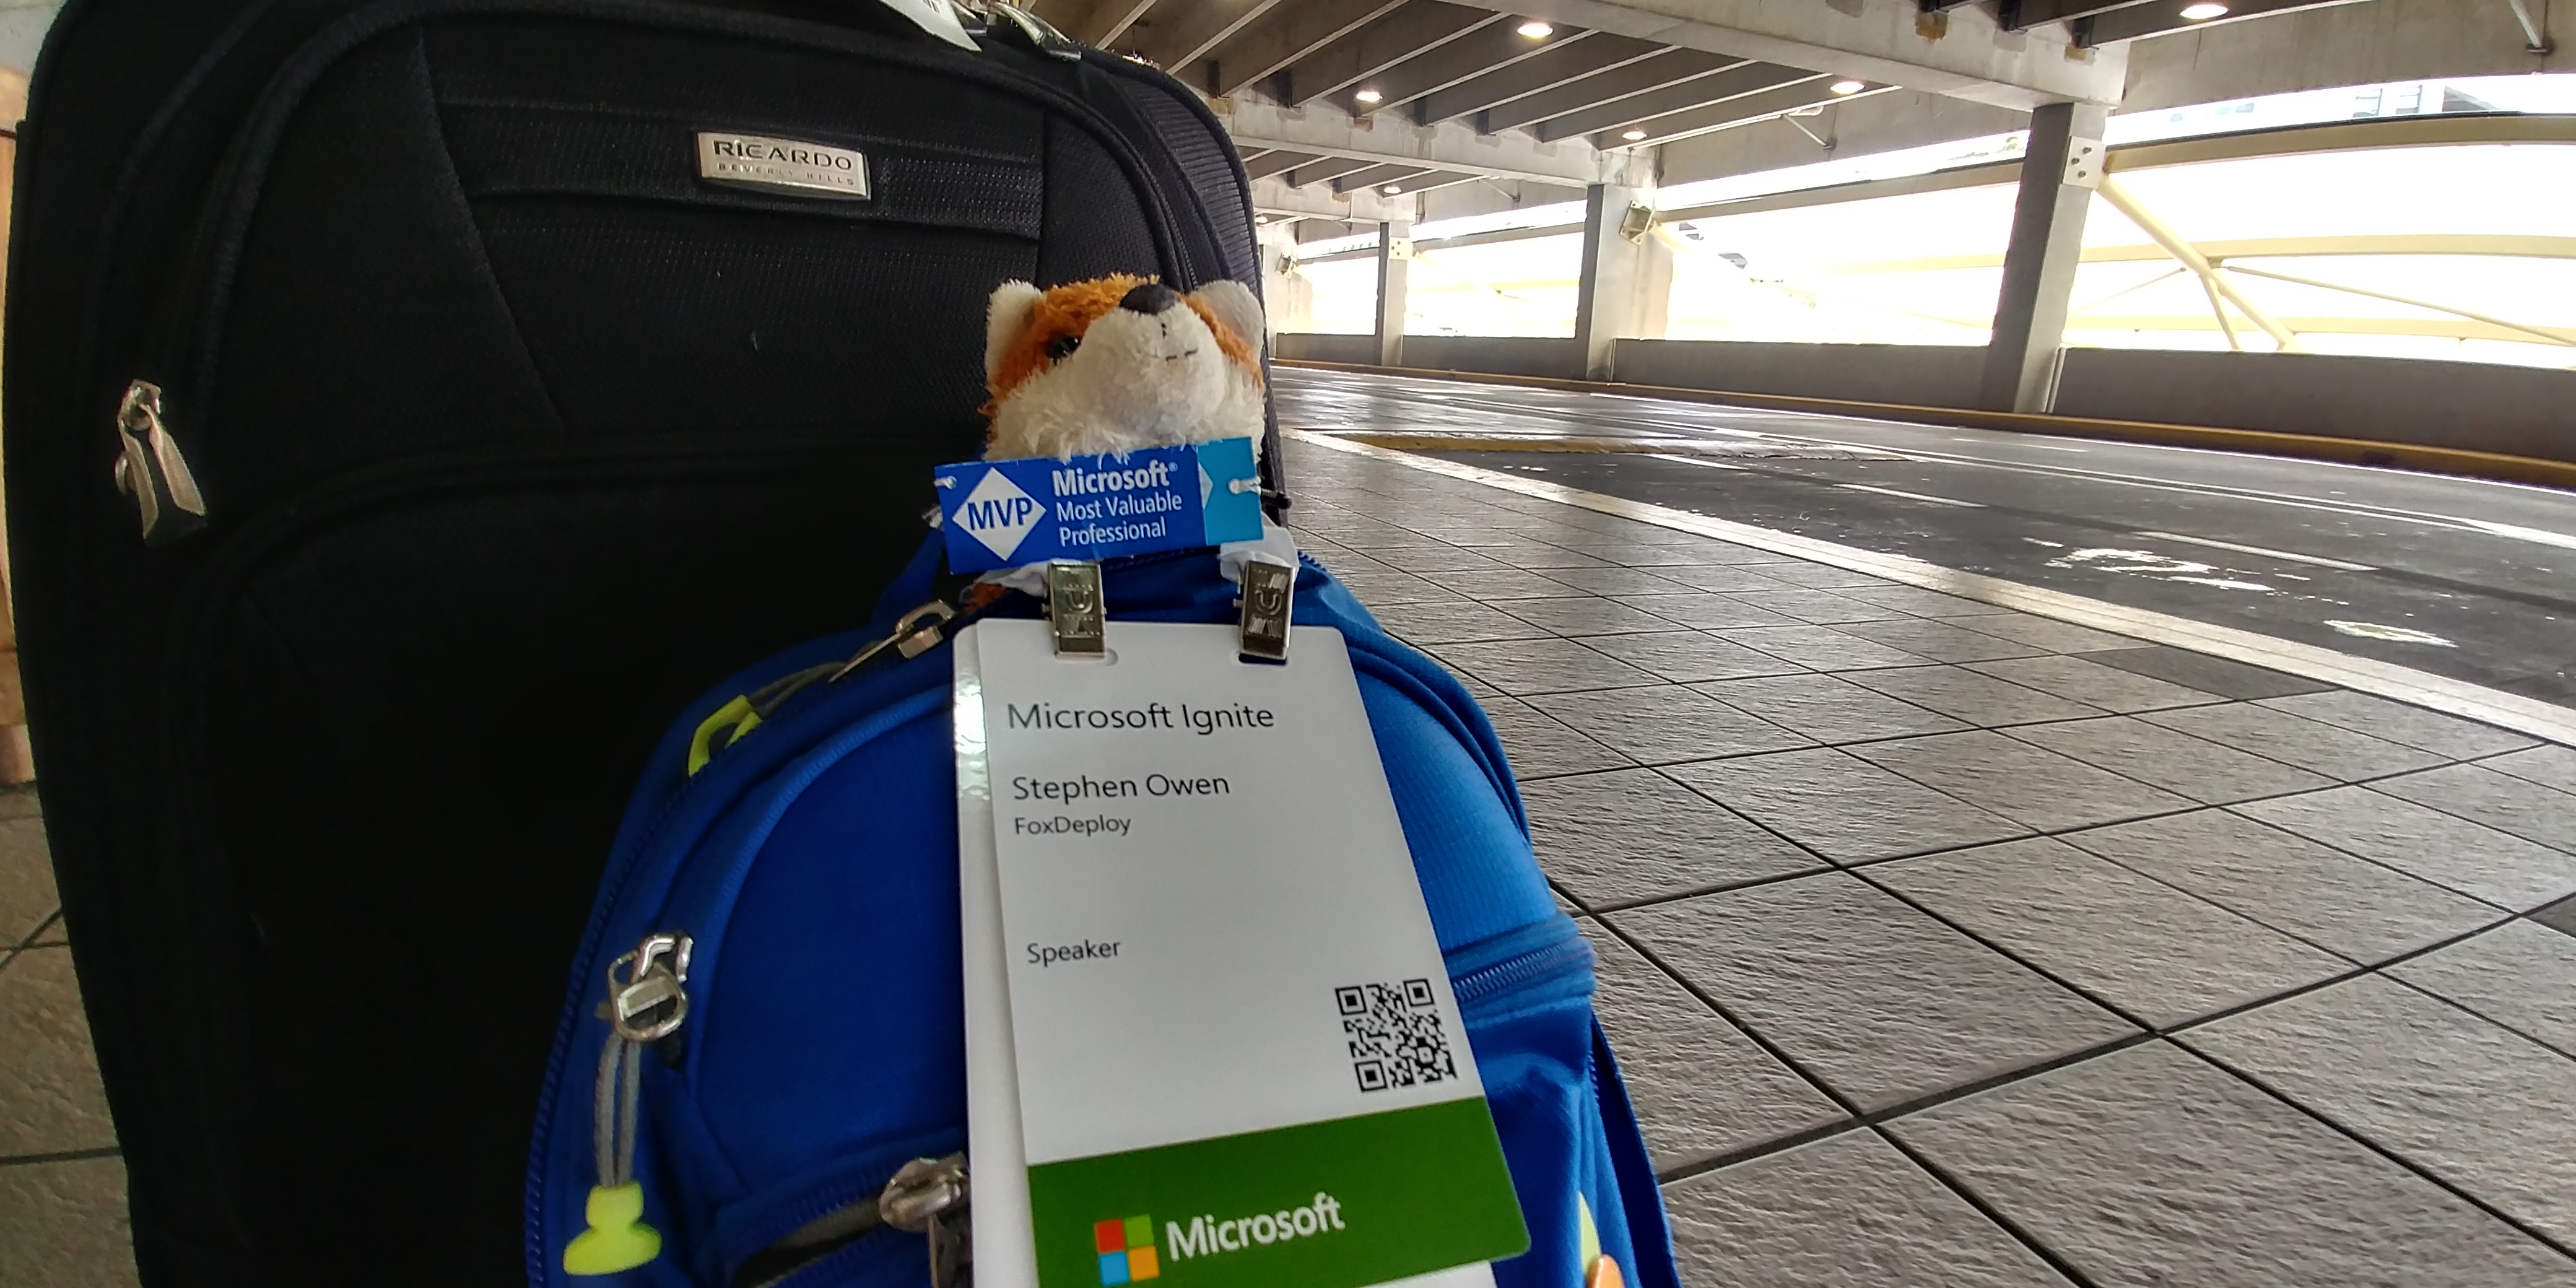 RICARDO
BEVERLY HILLS
MVP
Microsoft®
Most Valuable
Professional
Microsoft Ignite
Stephen Owen
FoxDeploy
Speaker
Microsoft